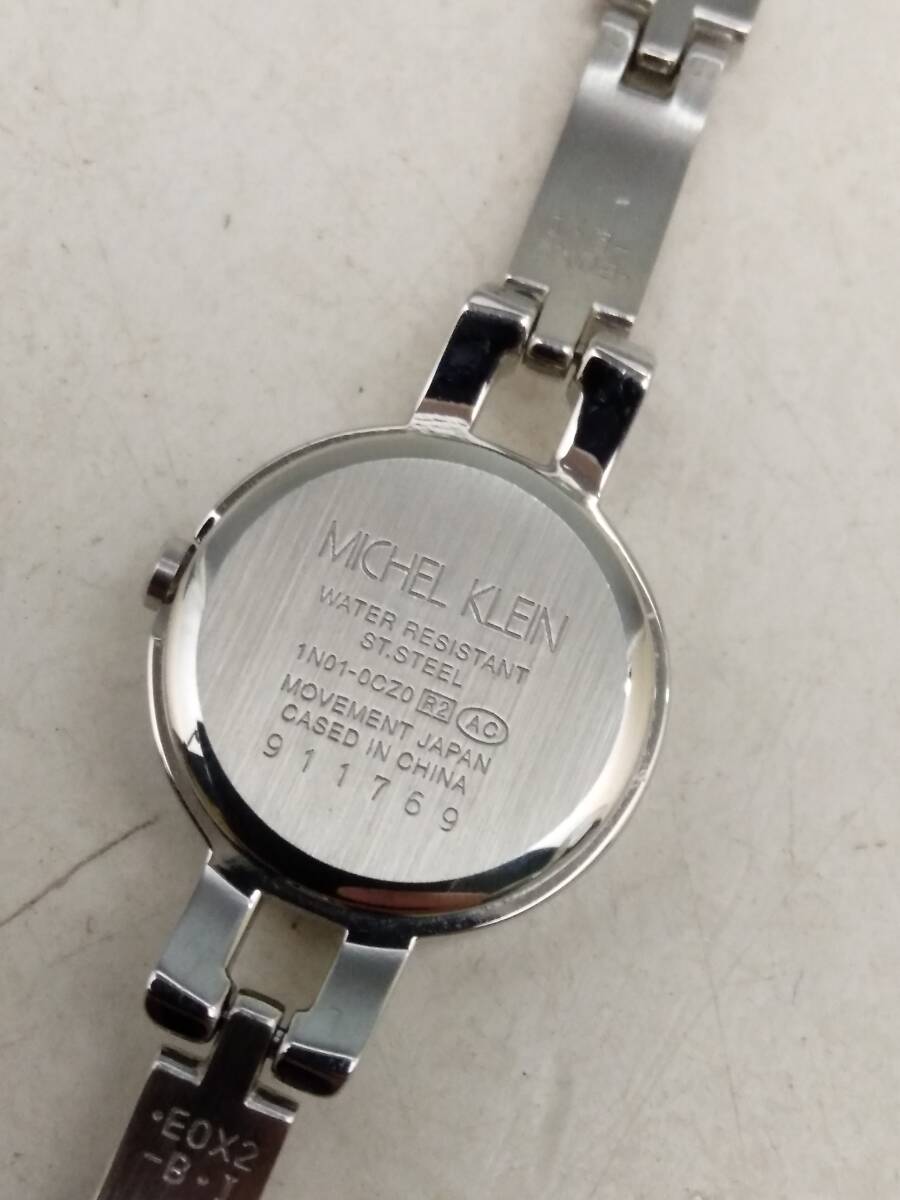 MICHEL KLEIN
WATER RESISTANT
ST.STEEL
1N01-0CZ0 R2 AC
MOVEMENT JAPAN
CASED IN CHINA
911769
·E0X2
-B·I